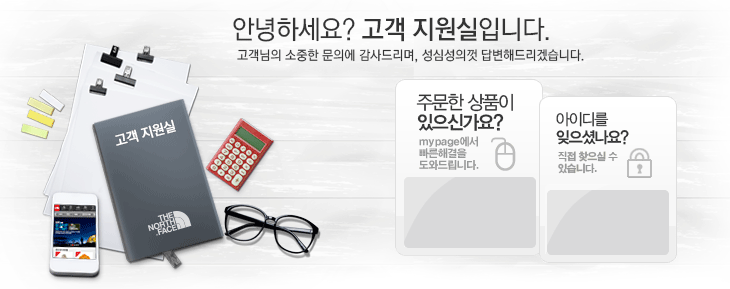 안녕하세요? 고객 지원실입니다.
고객님의 소중한 문의에 감사드리며, 성심성의껏 답변해드리겠습니다.
고객 지원실
THE
NORTH
FACE
주문한 상품이
있으신가요?
mypage에서
빠른해결을
도와드립니다.
아이디를
잊으셨나요?
직접 찾으실 수
있습니다.